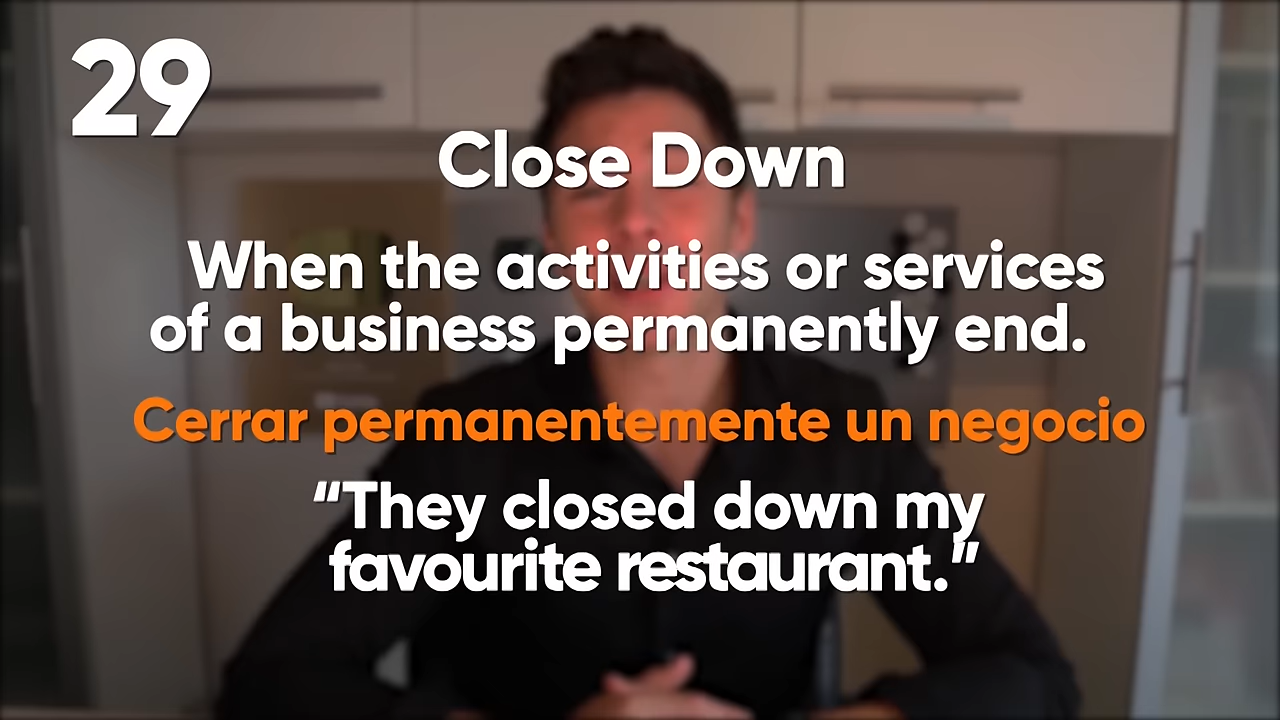 29
Close Down
When the activities or services
of a business permanently end.
Cerrar permanentemente un negocio
“They closed down my
favourite restaurant.”